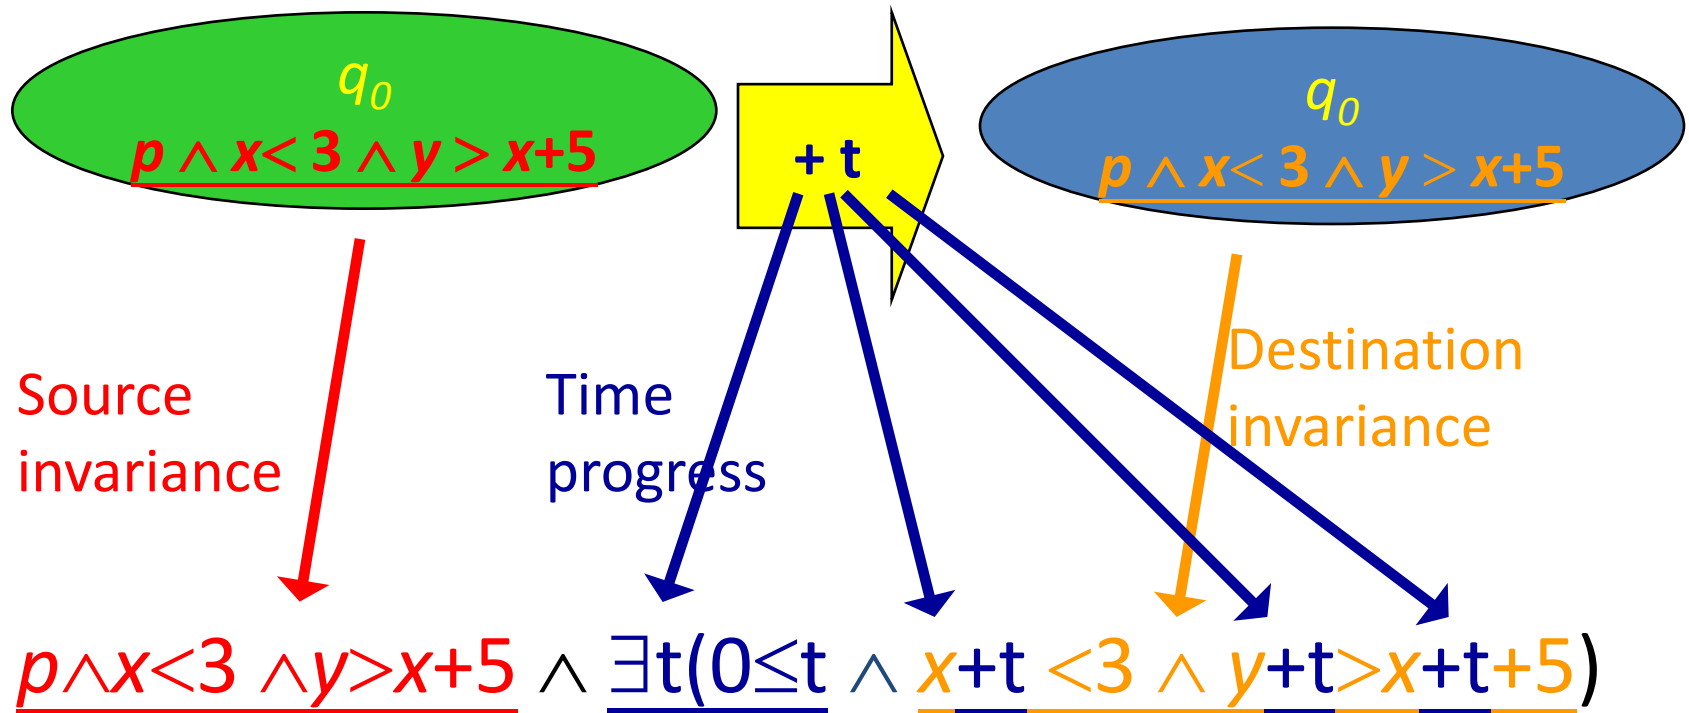 q₀
p ∧ x< 3 ∧ y > x+5
+ t
q₀
p ∧ x< 3 ∧ y > x+5
Source
invariance
Time
progress
Destination
invariance
p∧x<3 ∧y>x+5 ∧ ∃t(0≤t ∧ x+t <3 ∧ y+t>x+t+5)